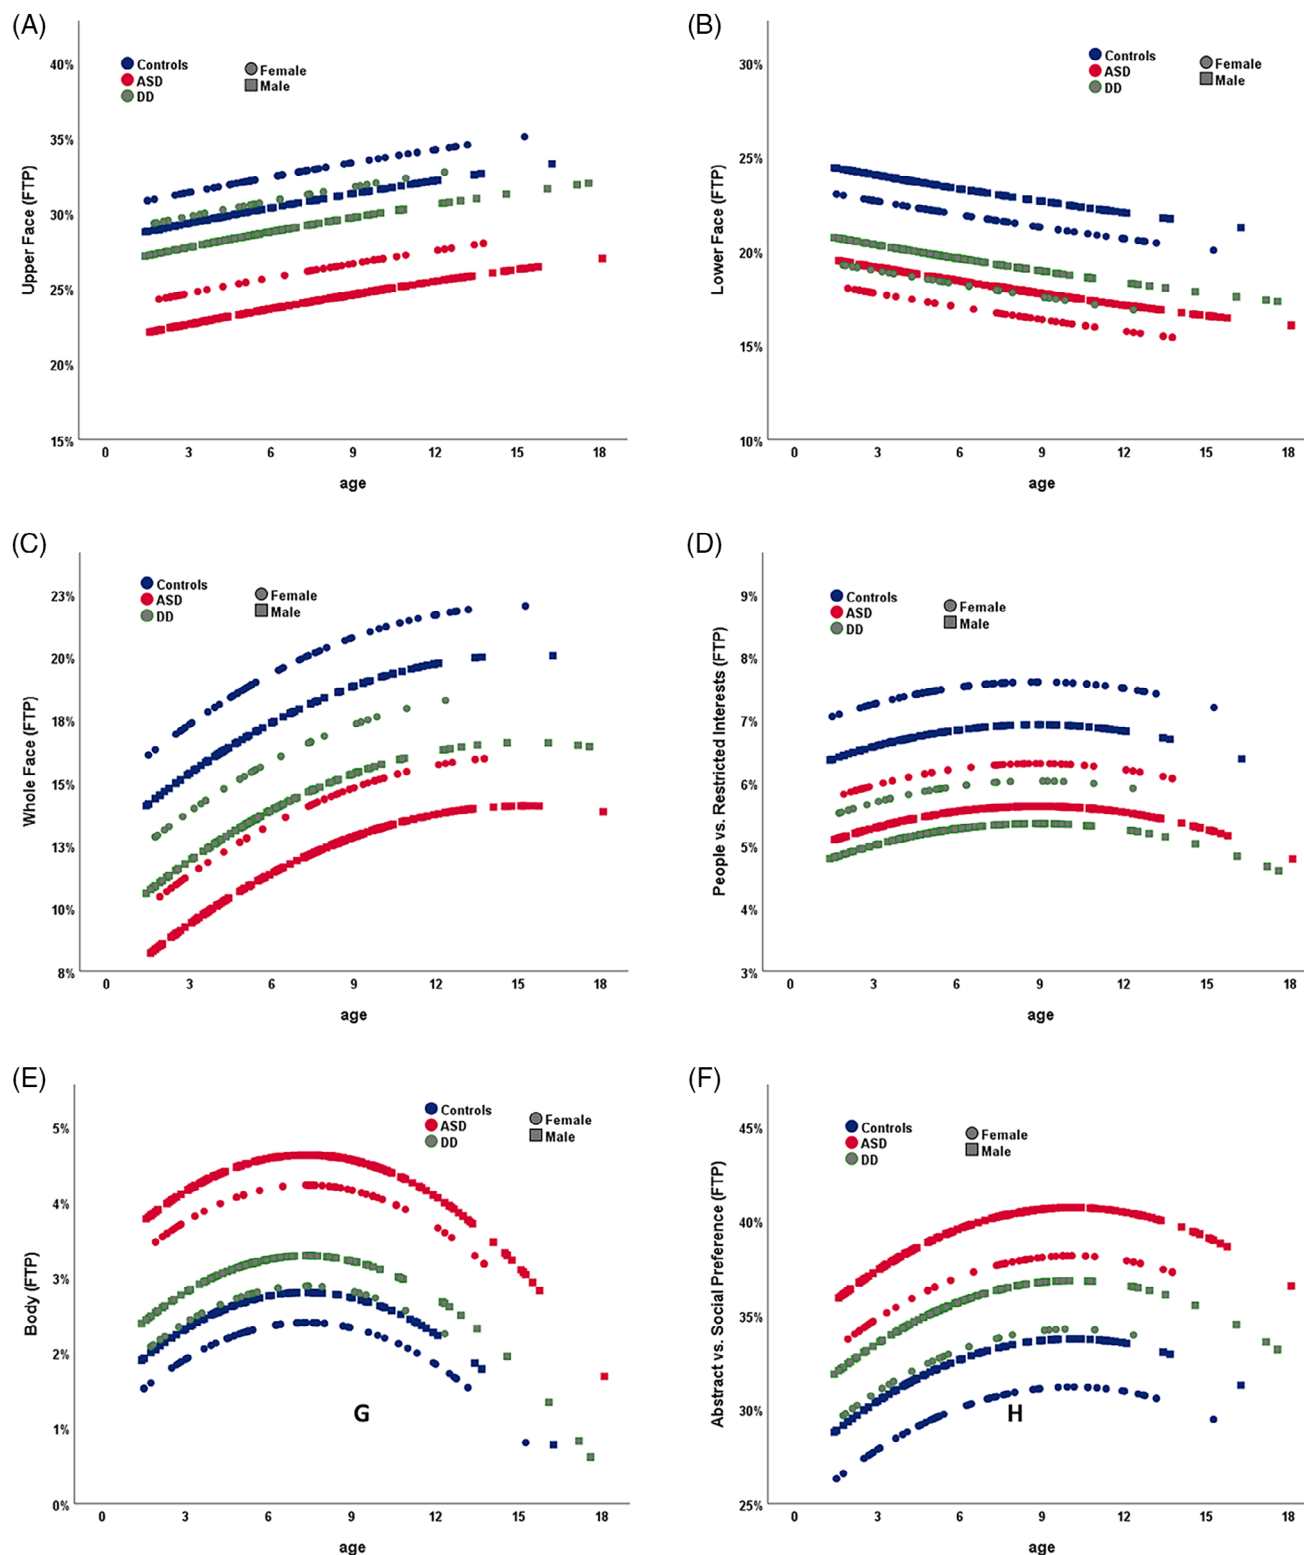 (A)
Controls
ASD
DD
Female
Male
40%
35%
30%
25%
20%
15%
Upper Face (FTP)
0 3 6 9 12 15 18
age
(B)
Controls
ASD
DD
Female
Male
30%
25%
20%
15%
10%
Lower Face (FTP)
0 3 6 9 12 15 18
age
(C)
Controls
ASD
DD
Female
Male
23%
20%
18%
15%
13%
10%
8%
Whole Face (FTP)
0 3 6 9 12 15 18
age
(D)
Controls
ASD
DD
Female
Male
9%
8%
7%
6%
5%
4%
3%
People vs. Restricted Interests (FTP)
0 3 6 9 12 15 18
age
(E)
Controls
ASD
DD
Female
Male
5%
4%
3%
2%
1%
0%
Body (FTP)
G
0 3 6 9 12 15 18
age
(F)
Controls
ASD
DD
Female
Male
45%
40%
35%
30%
25%
Abstract vs. Social Preference (FTP)
H
0 3 6 9 12 15 18
age